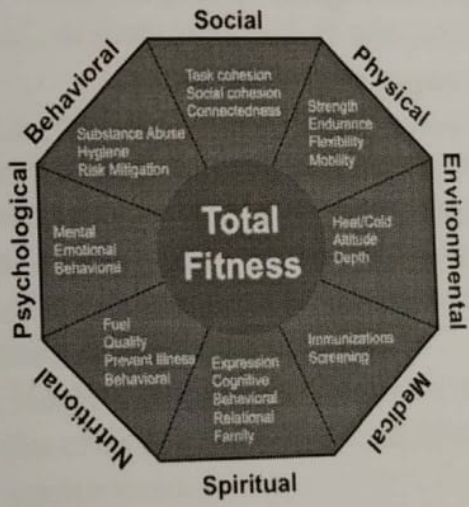 Social
Task cohesion
Social cohesion
Connectedness
Physical
Strength
Endurance
Flexibility
Mobility
Environmental
Heat/Cold
Altitude
Depth
Medical
Immunizations
Screening
Spiritual
Expression
Cognitive
Behavioral
Relational
Family
Nutritional
Fuel
Quality
Prevent Illness
Behavioral
Psychological
Mental
Emotional
Behavioral
Behavioral
Substance Abuse
Hygiene
Risk Mitigation
Total
Fitness